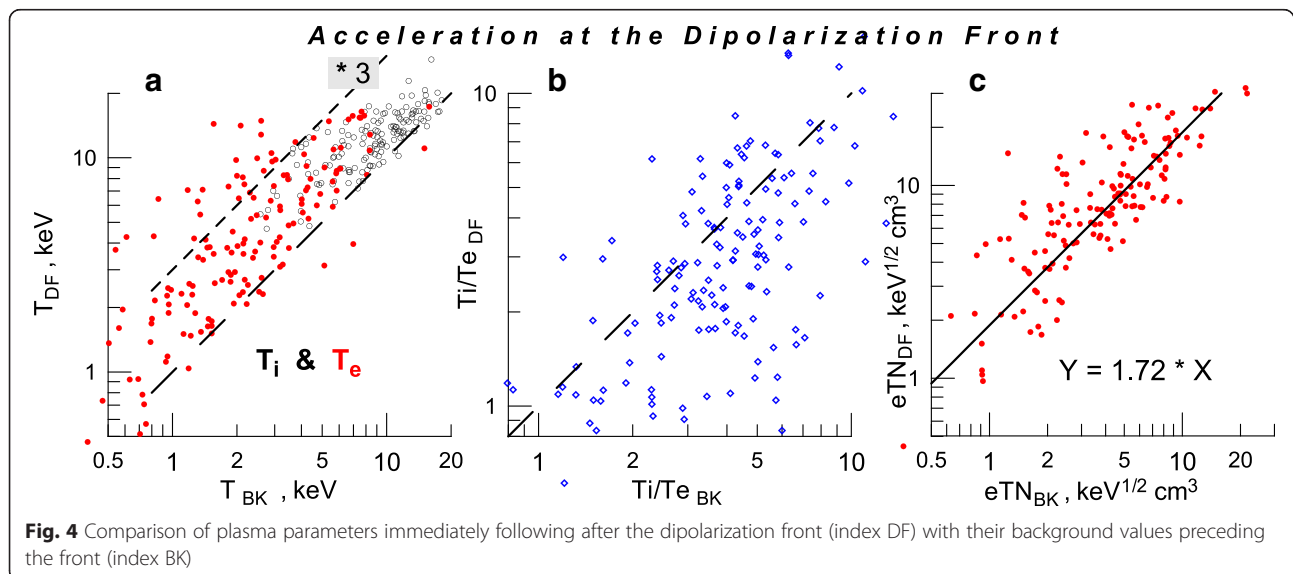 Acceleration at the Dipolarization Front
a
* 3
b
c
10
1
T_DF , keV
T_i & T_e
0.5 1 2 5 10 20
T_BK , keV
10
1
Ti/Te_DF
1 5 10
Ti/Te_BK
10
1
eTN_DF , keV^1/2 cm^3
Y = 1.72 * X
0.5 1 2 5 10 20
eTN_BK , keV^1/2 cm^3
Fig. 4 Comparison of plasma parameters immediately following after the dipolarization front (index DF) with their background values preceding
the front (index BK)